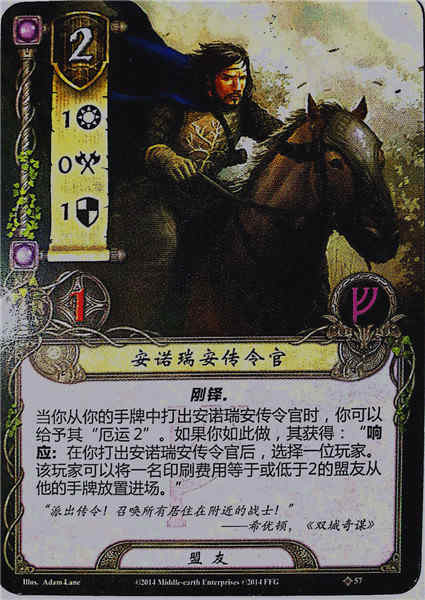 2
1
0
1
1
安诺瑞安传令官
刚铎。
当你从你的手牌中打出安诺瑞安传令官时，你可以
给予其“厄运2”。如果你如此做，其获得：“响
应：在你打出安诺瑞安传令官后，选择一位玩家。
该玩家可以将一名印刷费用等于或低于2的盟友从
他的手牌放置进场。”
“派出传令！召唤所有居住在附近的战士！”
——希优顿，《双城奇谋》
盟友
Illus. Adam Lane ©2014 Middle-earth Enterprises ©2014 FFG 57